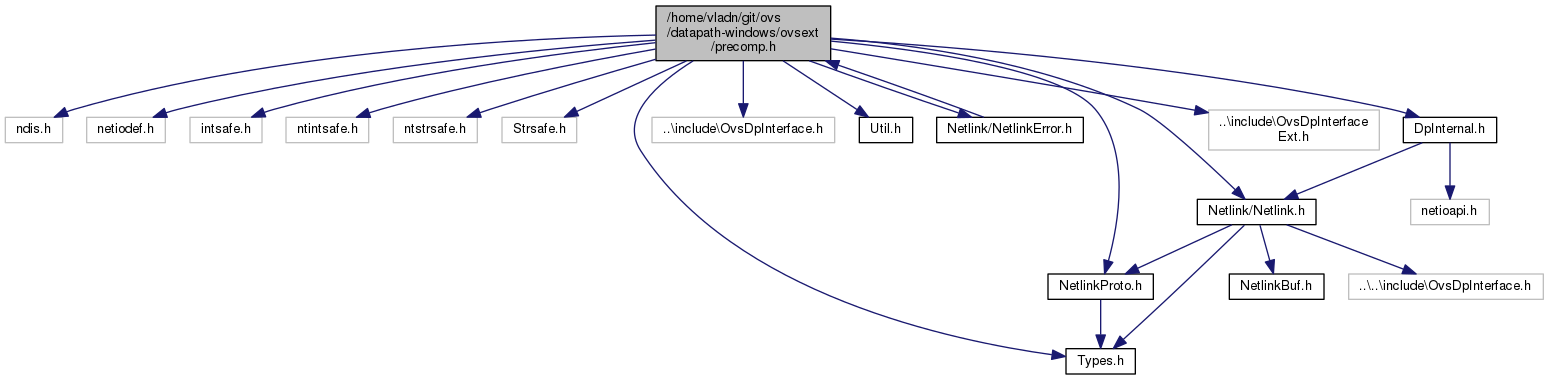 /home/vladn/git/ovs
/datapath-windows/ovsext
/precomp.h
ndis.h
netiodef.h
intsafe.h
ntintsafe.h
ntstrsafe.h
Strsafe.h
..\include\OvsDpInterface.h
Util.h
Netlink/NetlinkError.h
..\include\OvsDpInterface
Ext.h
DpInternal.h
Netlink/Netlink.h
netioapi.h
NetlinkProto.h
NetlinkBuf.h
..\..\include\OvsDpInterface.h
Types.h